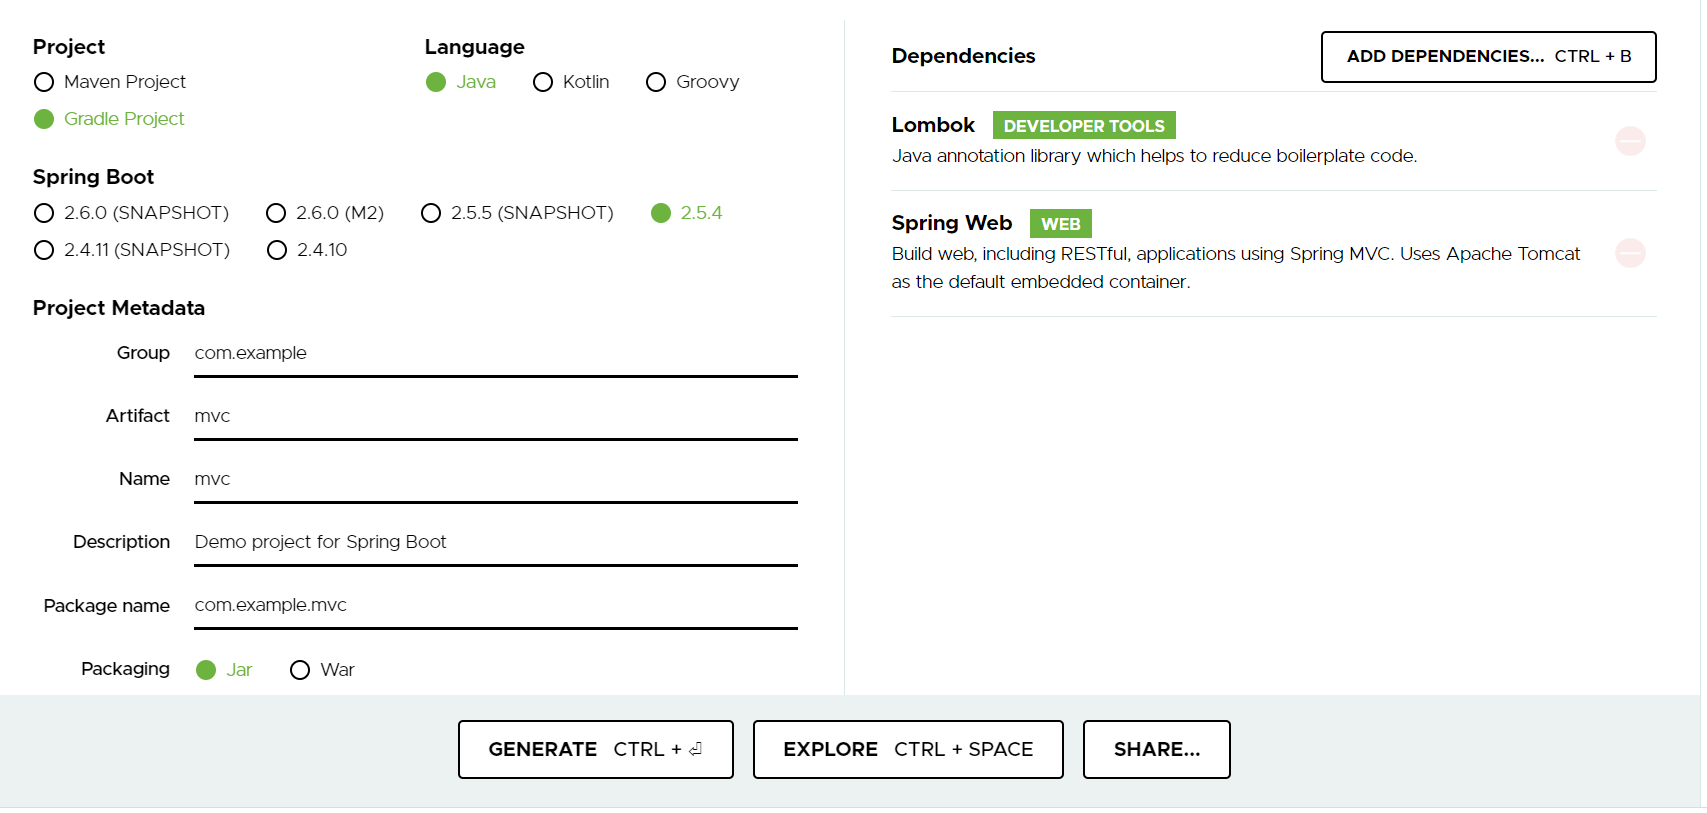 Project
Maven Project
Gradle Project
Language
Java Kotlin Groovy
Spring Boot
2.6.0 (SNAPSHOT) 2.6.0 (M2) 2.5.5 (SNAPSHOT) 2.5.4
2.4.11 (SNAPSHOT) 2.4.10
Project Metadata
Group com.example
Artifact mvc
Name mvc
Description Demo project for Spring Boot
Package name com.example.mvc
Packaging Jar War
Dependencies
ADD DEPENDENCIES... CTRL + B
Lombok DEVELOPER TOOLS
Java annotation library which helps to reduce boilerplate code.
Spring Web WEB
Build web, including RESTful, applications using Spring MVC. Uses Apache Tomcat
as the default embedded container.
GENERATE CTRL + ⏎
EXPLORE CTRL + SPACE
SHARE...